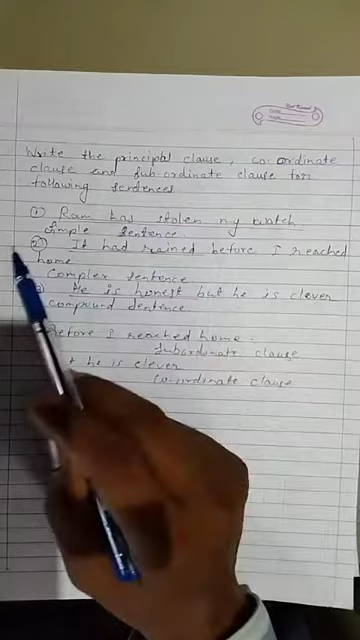 Write the principal clause, co-ordinate
clause and sub-ordinate clause for
following sentences
① Ram has stolen my watch
Simple sentence.
② It had rained before I reached
home
Complex sentence
He is honest but he is clever
compound sentence
Before I reached home.
Subordinate clause
he is clever
Co-ordinate clause